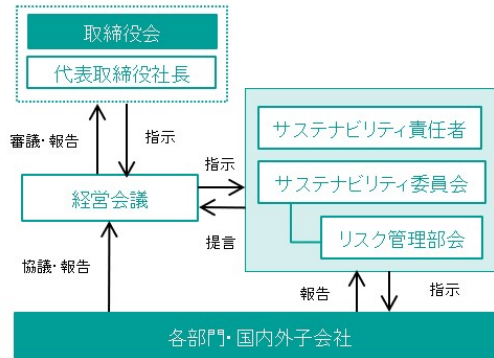 取締役会
代表取締役社長
審議・報告
指示
サステナビリティ責任者
指示
経営会議
サステナビリティ委員会
提言
リスク管理部会
協議・報告
報告
指示
各部門・国内外子会社